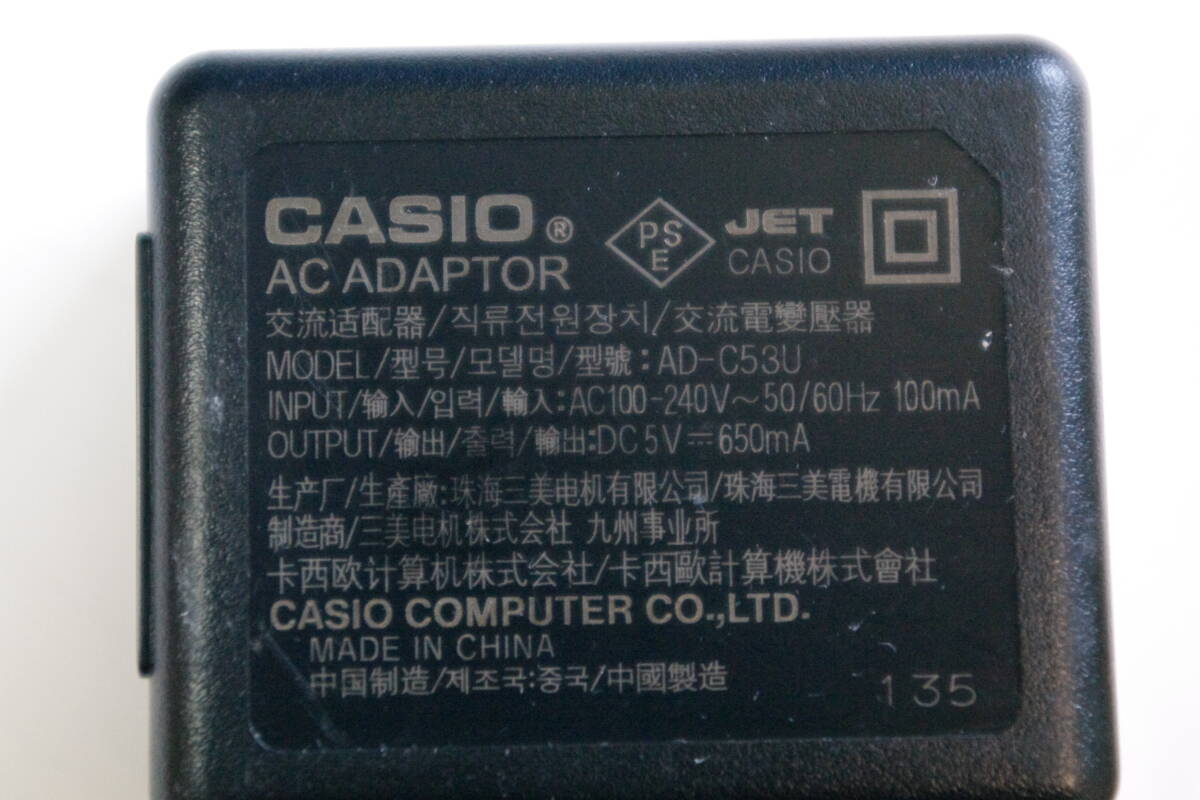 CASIO® PSE JET
AC ADAPTOR CASIO
交流适配器/직류전원장치/交流電變壓器
MODEL/型号/모델명/型號:AD-C53U
INPUT/输入/입력/輸入:AC100-240V～50/60Hz 100mA
OUTPUT/输出/출력/輸出:DC5V⎓650mA
生产厂/生產廠:珠海三美电机有限公司/珠海三美電機有限公司
制造商/三美电机株式会社 九州事业所
卡西欧计算机株式会社/卡西歐計算機株式會社
CASIO COMPUTER CO.,LTD.
MADE IN CHINA
中国制造/제조국:중국/中國製造
135